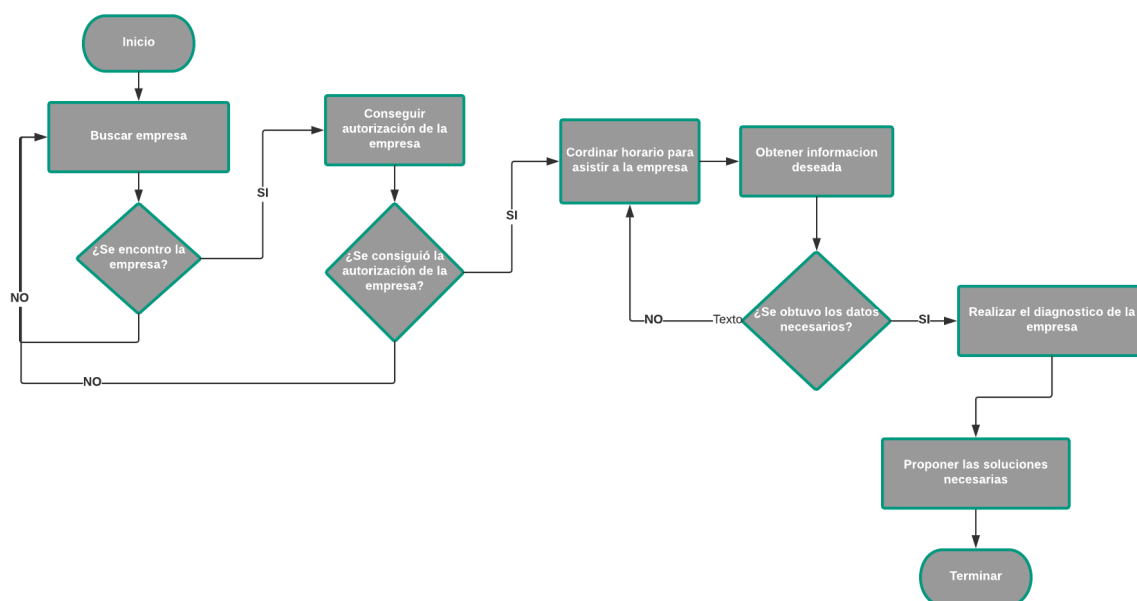 Inicio
Buscar empresa
¿Se encontro la
empresa?
NO
SI
Conseguir
autorización de la
empresa
¿Se consiguió la
autorización de la
empresa?
NO
SI
Cordinar horario para
asistir a la empresa
Obtener informacion
deseada
¿Se obtuvo los datos
necesarios?
Texto
NO
SI
Realizar el diagnostico de la
empresa
Proponer las soluciones
necesarias
Terminar